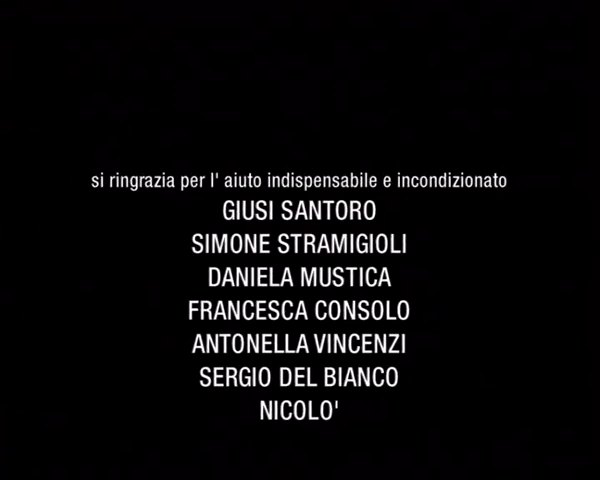 si ringrazia per l' aiuto indispensabile e incondizionato
GIUSI SANTORO
SIMONE STRAMIGIOLI
DANIELA MUSTICA
FRANCESCA CONSOLO
ANTONELLA VINCENZI
SERGIO DEL BIANCO
NICOLO'